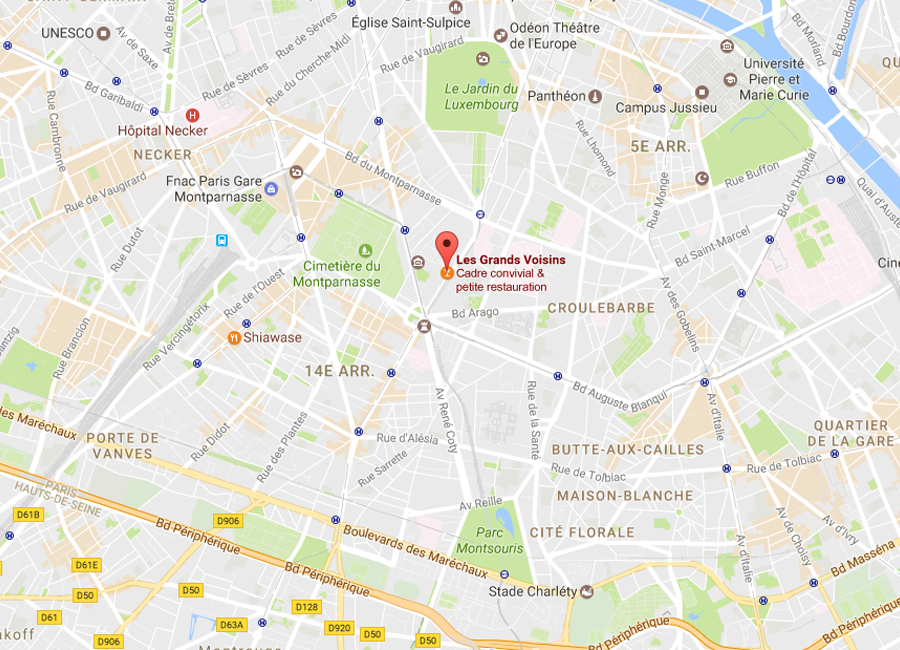 UNESCO
Av de Saxe
Av de Bret
Rue de Sèvres
Rue de Sèvres
Rue du Cherche-Midi
Église Saint-Sulpice
Rue de Vaugirard
Odéon Théâtre
de l'Europe
Le Jardin du
Luxembourg
Panthéon
Campus Jussieu
Université
Pierre et
Marie Curie
Bd Morland
Bd Bourdon
QU
Bd Garibaldi
Rue Cambronne
Hôpital Necker
NECKER
Fnac Paris Gare
Montparnasse
Rue de Vaugirard
Bd du Montparnasse
Rue Lhomond
5E ARR.
Rue Monge
Rue Buffon
Bd de l'Hôpital
Quai d'Auste
Rue Dutot
Cimetière du
Montparnasse
Les Grands Voisins
Cadre convivial &
petite restauration
Bd Saint-Marcel
Ciné
Rue de l'Ouest
Rue Vercingétorix
Bd Arago
CROULEBARBE
Av des Gobelins
Shiawase
Rue Brancion
antzig
14E ARR.
Av René Coty
Rue de la Santé
Bd Auguste Blanqui
Av d'Italie
des Maréchaux
PORTE DE
VANVES
Rue Didot
Rue des Plantes
Rue d'Alésia
Rue Sarrette
BUTTE-AUX-CAILLES
Rue de Tolbiac
Rue de Tolbiac
QUARTIER
DE LA GARE
MAISON-BLANCHE
PARIS
HAUTS-DE-SEINE
Av Reille
Parc
Montsouris
CITÉ FLORALE
Av d'Italie
Av de Choisy
Av d'Ivry
Bd Masséna
D61B
D906
Bd Périphérique
Boulevards des Maréchaux
Bd Périphérique
Stade Charléty
D61E
D50
D50
D61
D128
D63A
D920
D50
D50
D906
nkoff
Montrouge
Bd Périphérique
Bd Périphérique